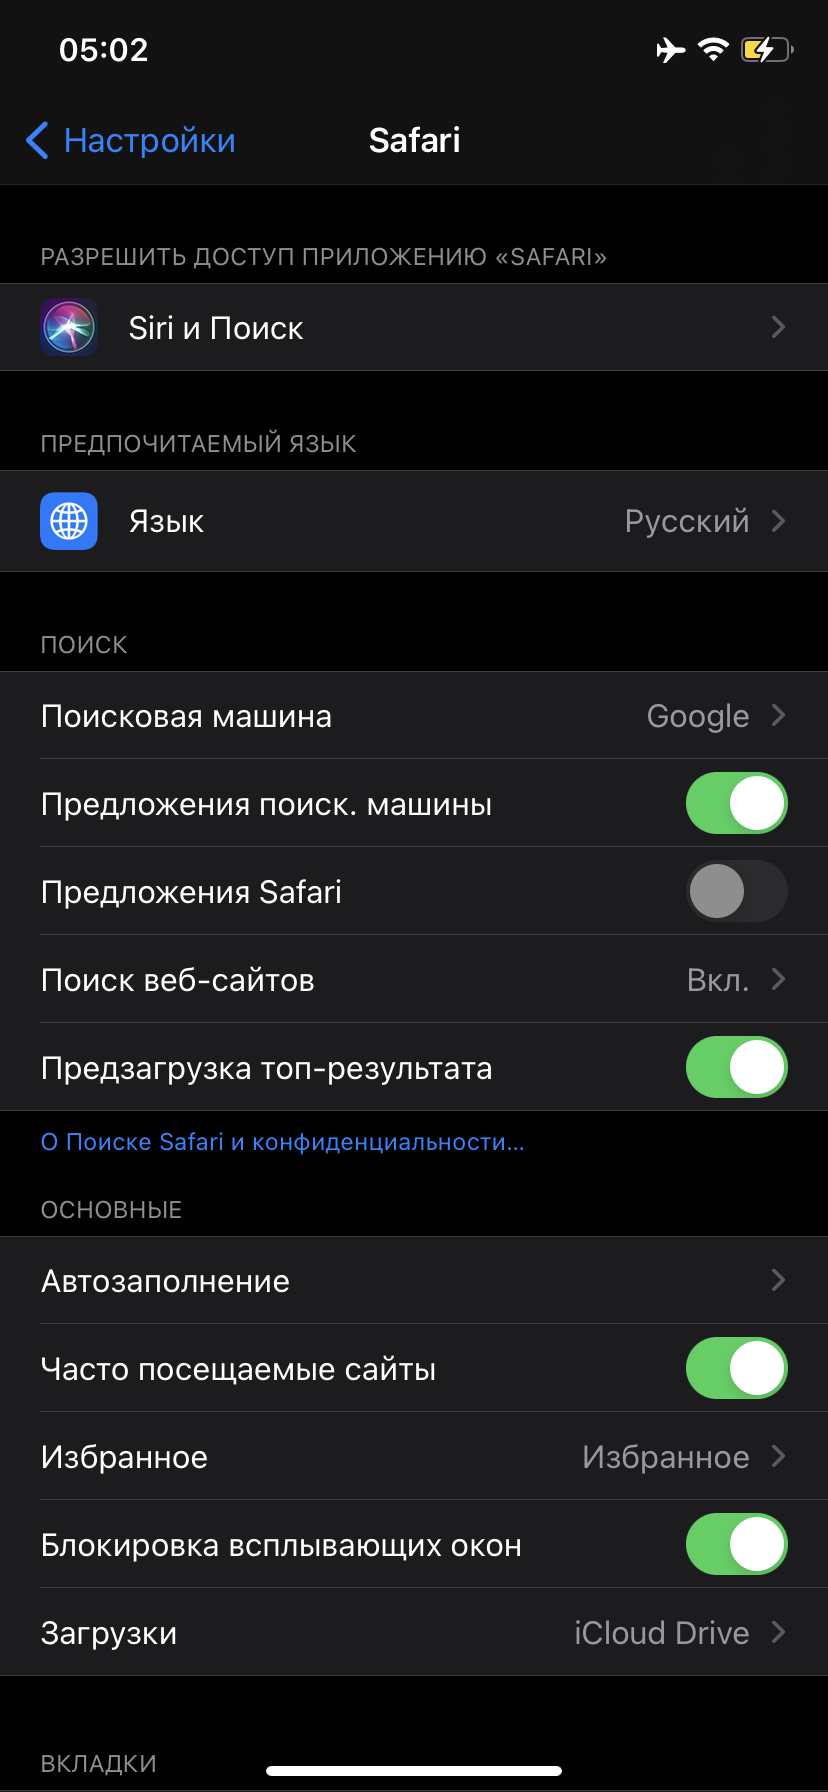 05:02
Настройки
Safari
РАЗРЕШИТЬ ДОСТУП ПРИЛОЖЕНИЮ «SAFARI»
Siri и Поиск
ПРЕДПОЧИТАЕМЫЙ ЯЗЫК
Язык Русский
ПОИСК
Поисковая машина Google
Предложения поиск. машины
Предложения Safari
Поиск веб-сайтов Вкл.
Предзагрузка топ-результата
О Поиске Safari и конфиденциальности...
ОСНОВНЫЕ
Автозаполнение
Часто посещаемые сайты
Избранное Избранное
Блокировка всплывающих окон
Загрузки iCloud Drive
ВКЛАДКИ